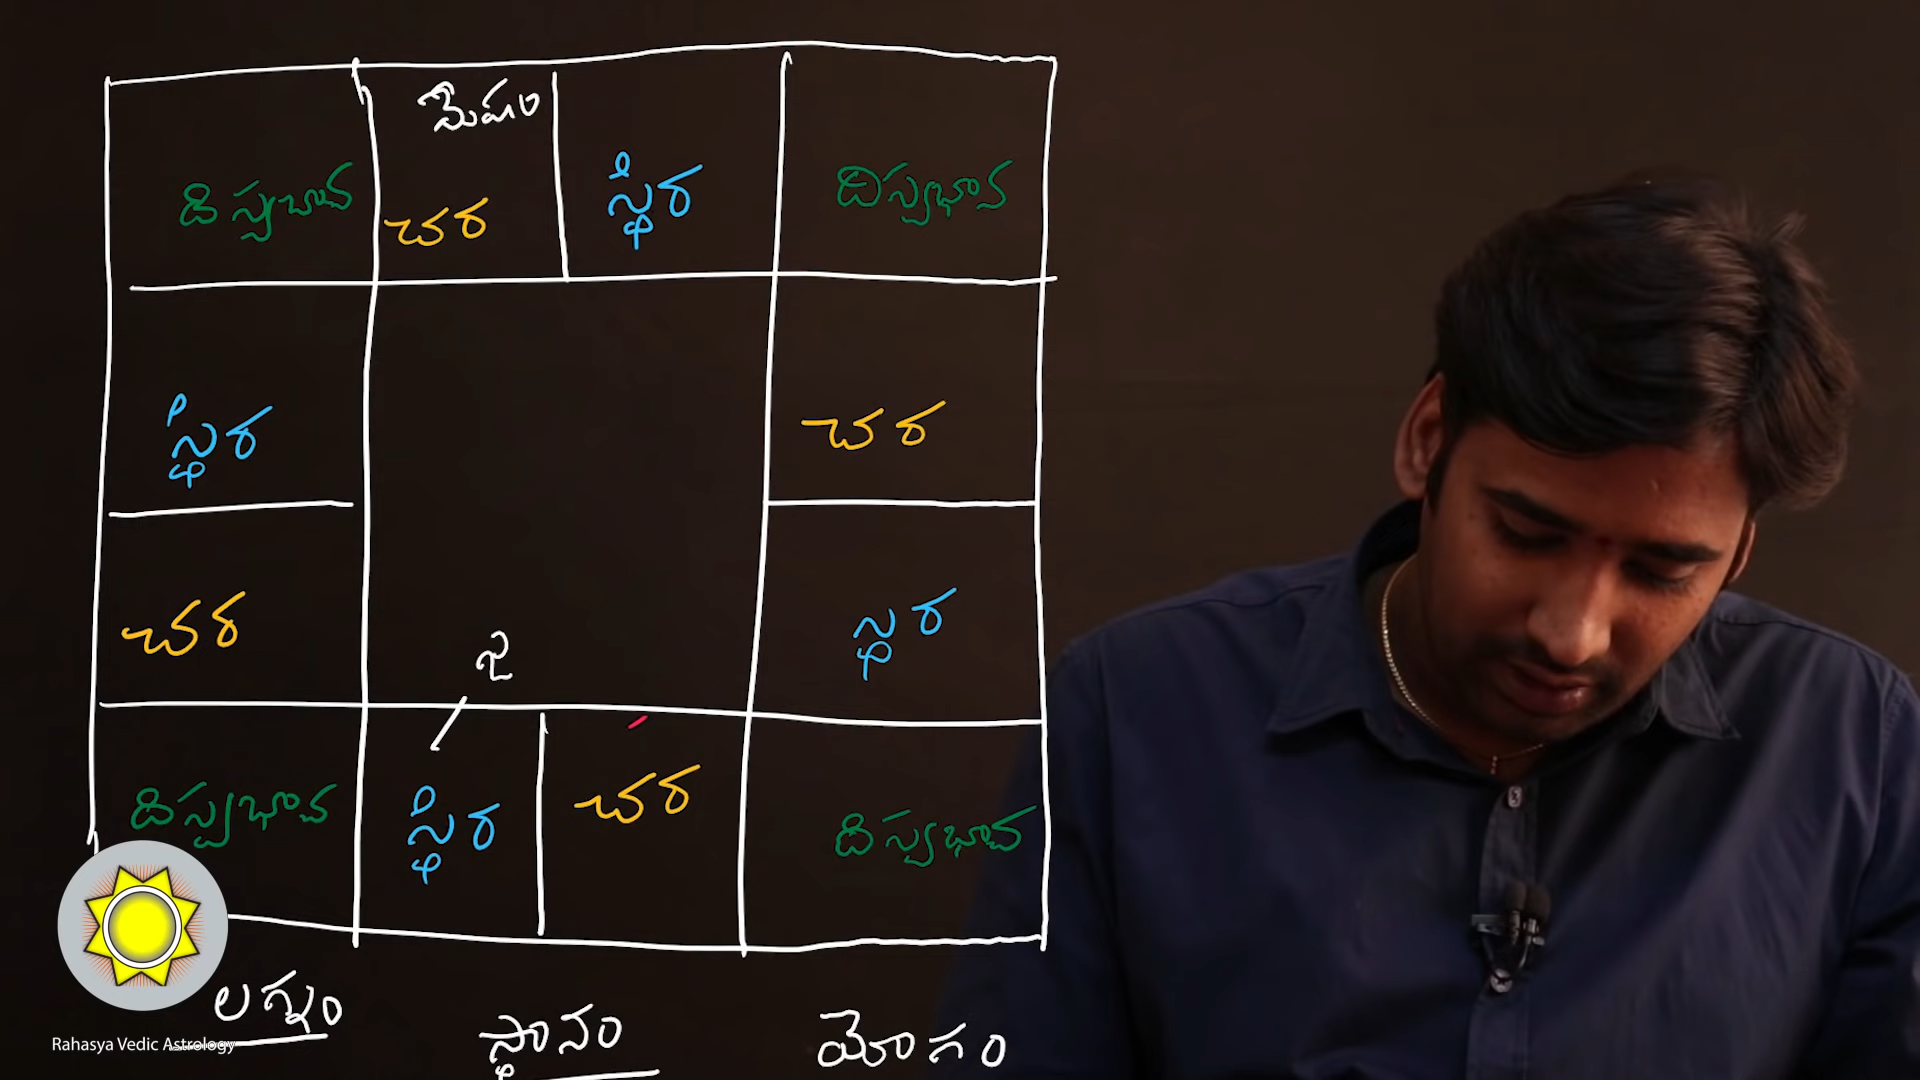 మేషం
ద్విస్వభావ చర స్థిర ద్విస్వభావ
స్థిర చర
చర స్థిర
ద్విస్వభావ స్థిర చర ద్విస్వభావ
లగ్నం స్థానం యోగం
Rahasya Vedic Astrology